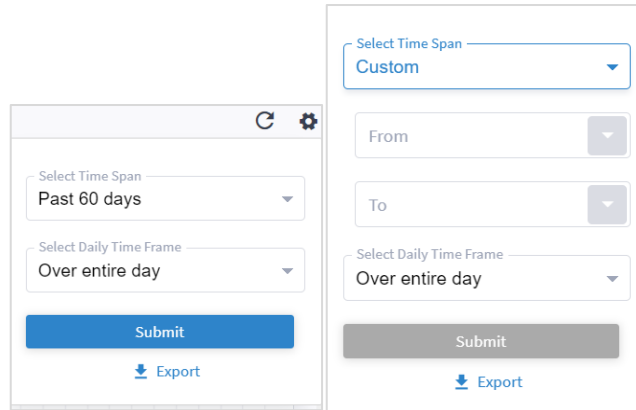 Select Time Span
Past 60 days
Select Daily Time Frame
Over entire day
Submit
Export
Select Time Span
Custom
From
To
Select Daily Time Frame
Over entire day
Submit
Export